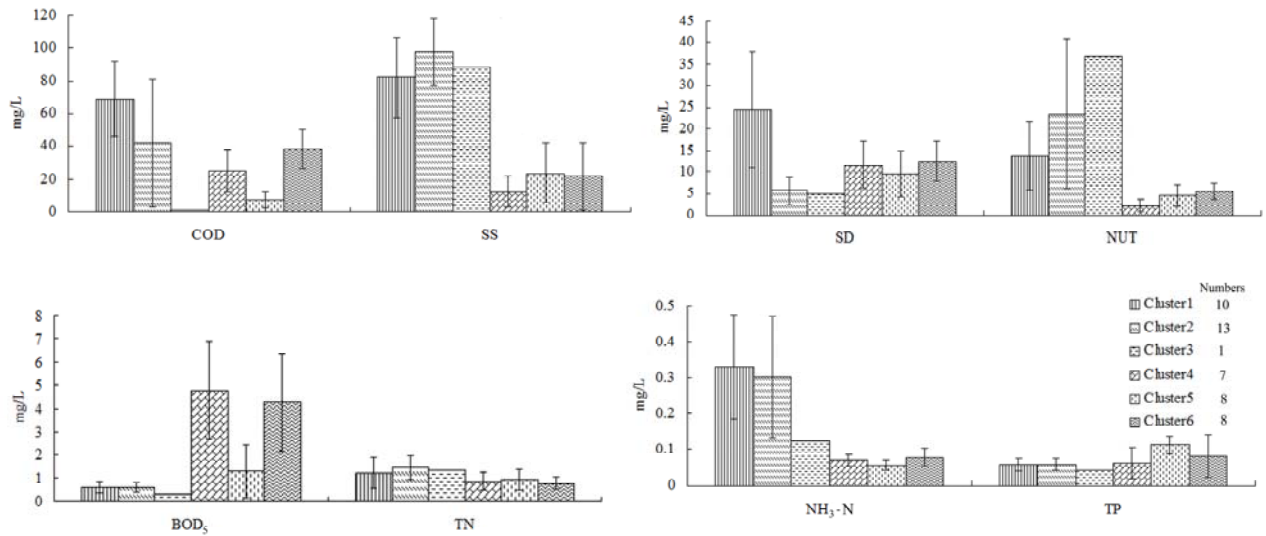 120
100
80
60
40
20
0
mg/L
COD SS
45
40
35
30
25
20
15
10
5
0
mg/L
SD NUT
8
7
6
5
4
3
2
1
0
mg/L
BOD₅ TN
0.5
0.4
0.3
0.2
0.1
0
mg/L
NH₃-N TP
Numbers
Cluster1 10
Cluster2 13
Cluster3 1
Cluster4 7
Cluster5 8
Cluster6 8